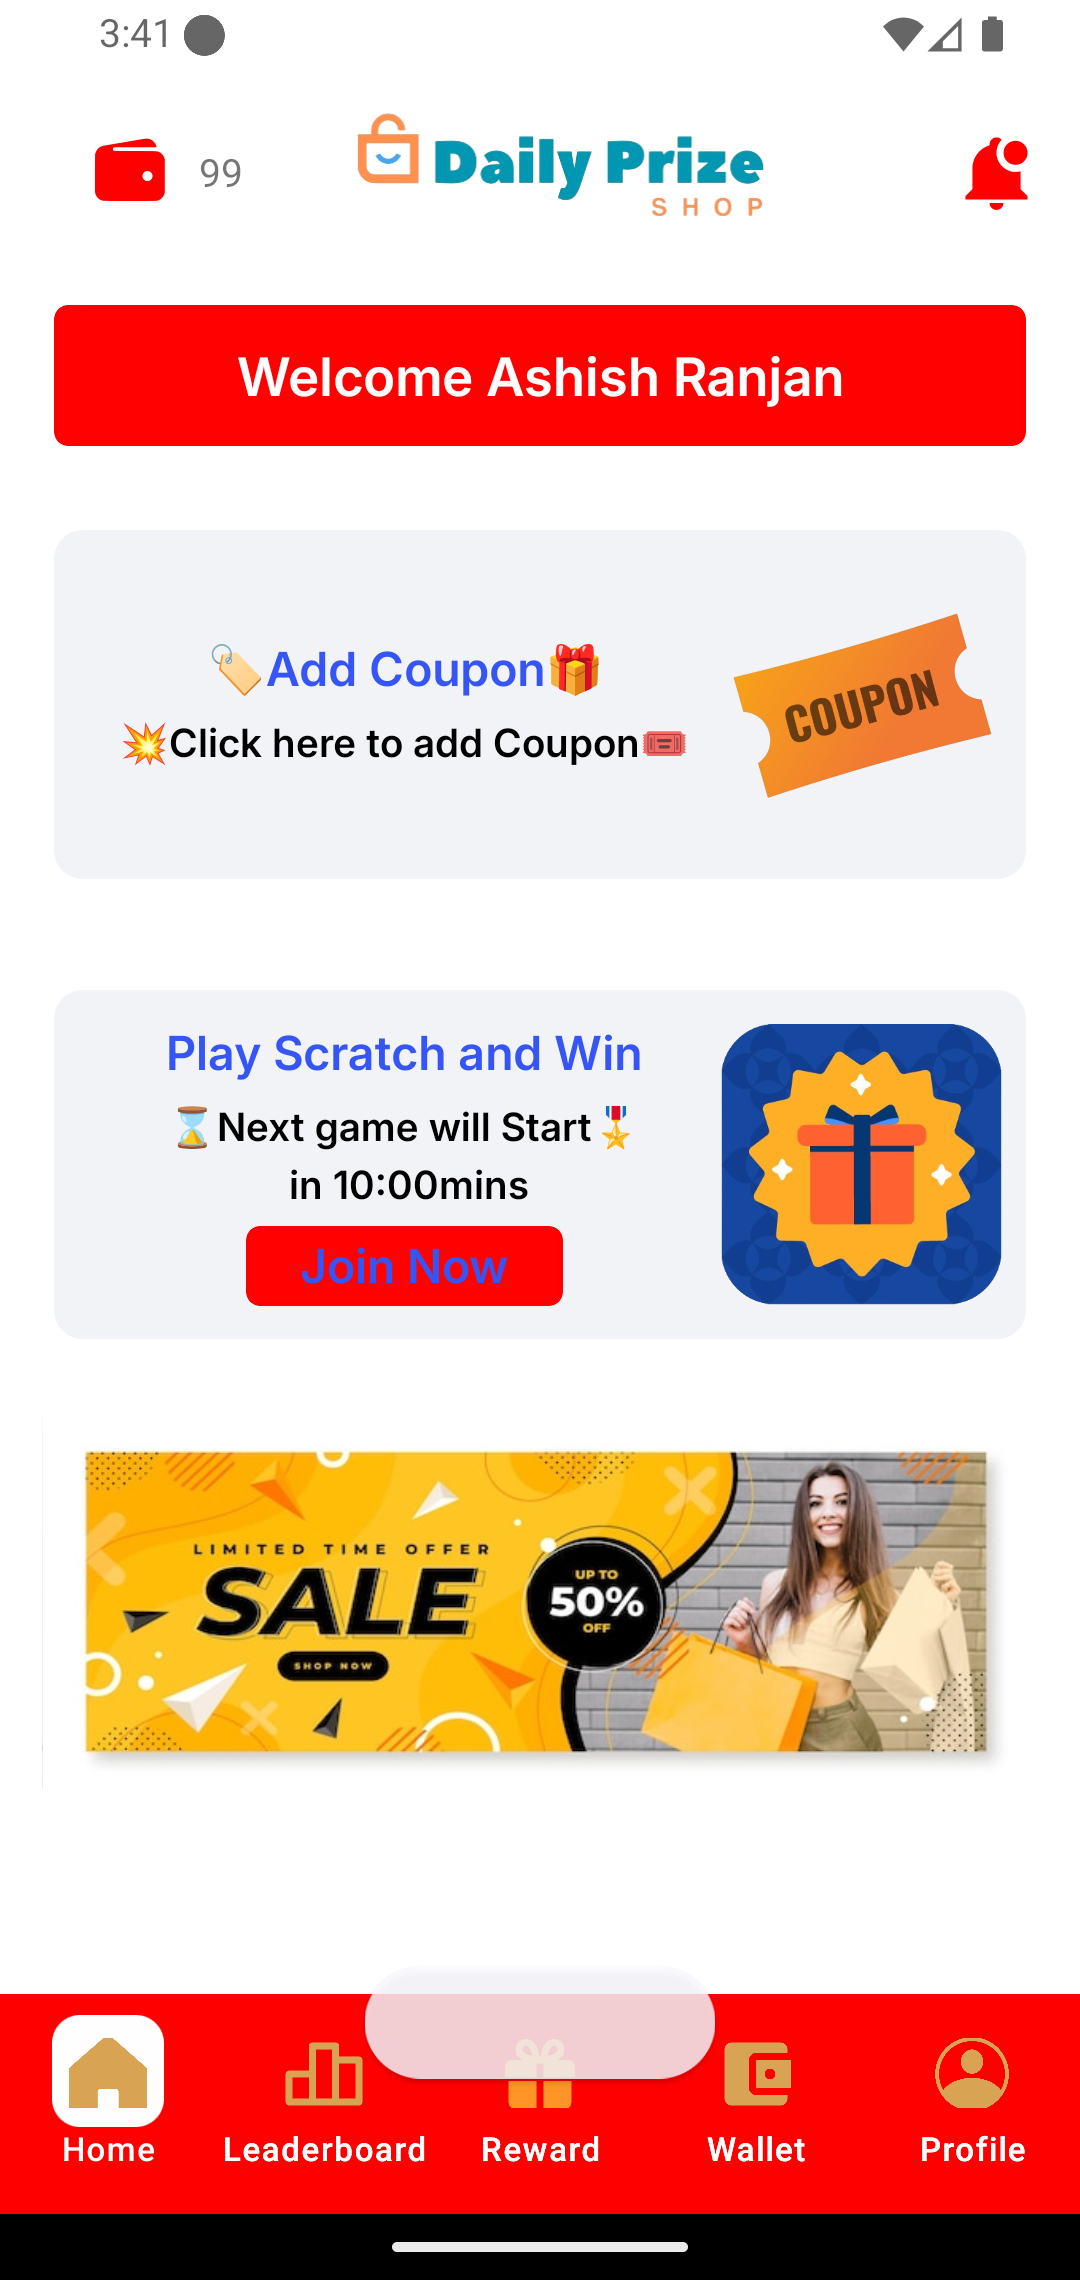 3:41
99
Daily Prize
SHOP
Welcome Ashish Ranjan
🏷️Add Coupon🎁
💥Click here to add Coupon🎟️
COUPON
Play Scratch and Win
⌛Next game will Start🎖️
in 10:00mins
Join Now
LIMITED TIME OFFER
SALE
SHOP NOW
UP TO
50%
OFF
Home
Leaderboard
Reward
Wallet
Profile